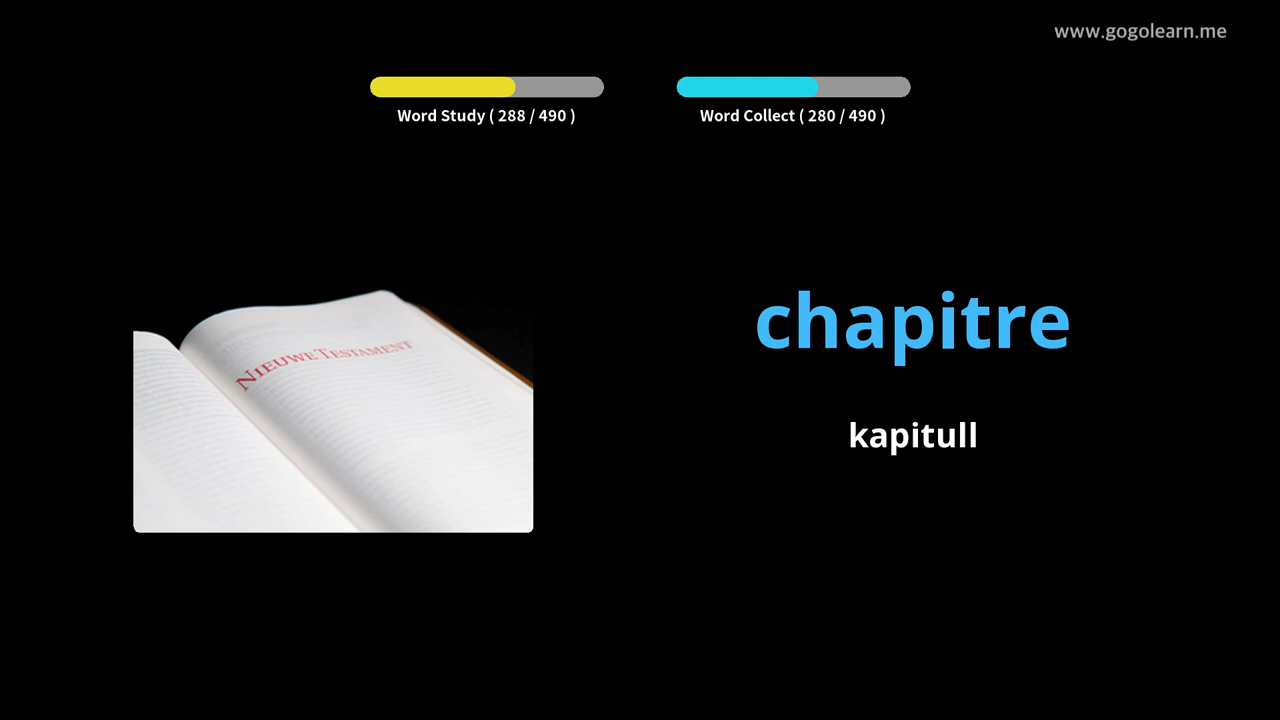 www.gogolearn.me
Word Study ( 288 / 490 )
Word Collect ( 280 / 490 )
NIEUWE TESTAMENT
chapitre
kapitull